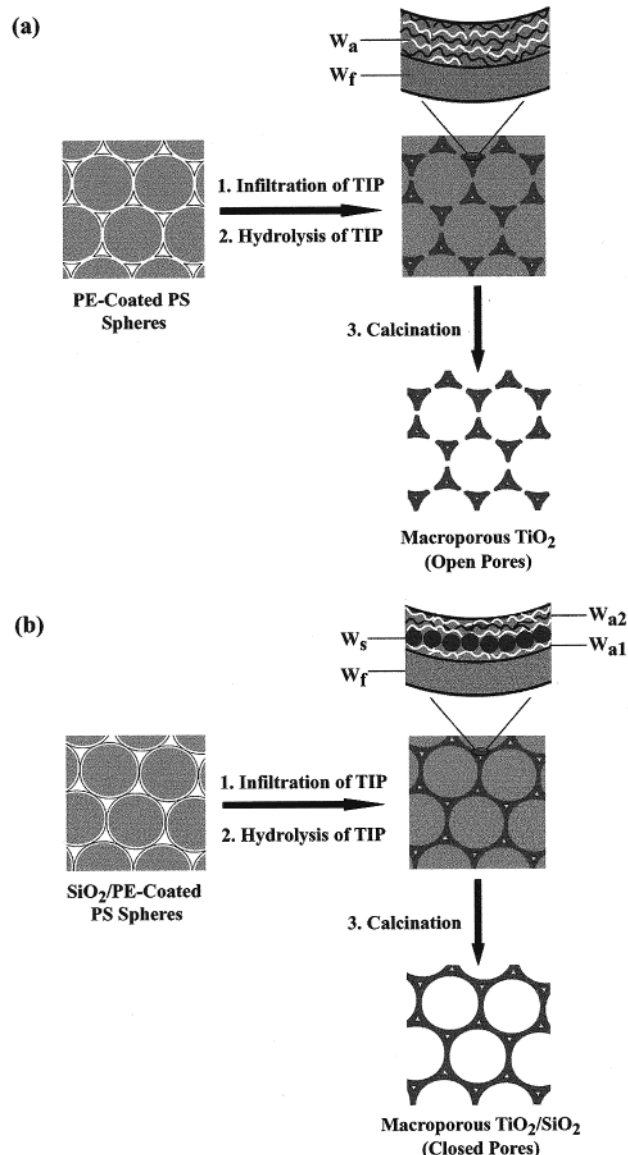 (a)
Wa
Wf
1. Infiltration of TIP
2. Hydrolysis of TIP
PE-Coated PS
Spheres
3. Calcination
Macroporous TiO2
(Open Pores)
(b)
Wa2
Ws
Wa1
Wf
1. Infiltration of TIP
2. Hydrolysis of TIP
SiO2/PE-Coated
PS Spheres
3. Calcination
Macroporous TiO2/SiO2
(Closed Pores)